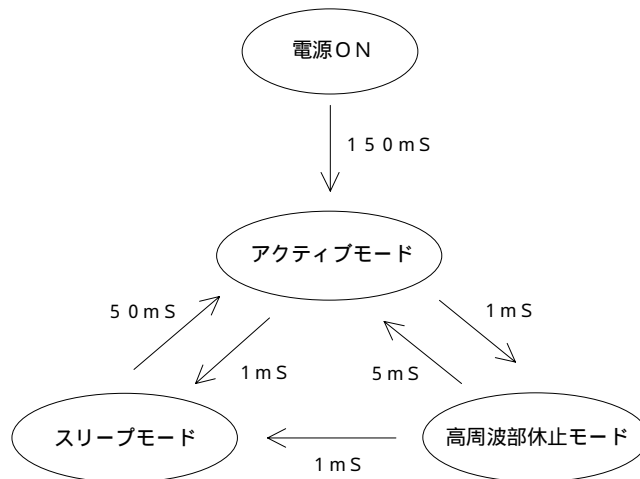 電源ＯＮ
１５０ｍＳ
アクティブモード
５０ｍＳ
１ｍＳ
１ｍＳ
５ｍＳ
スリープモード
高周波部休止モード
１ｍＳ